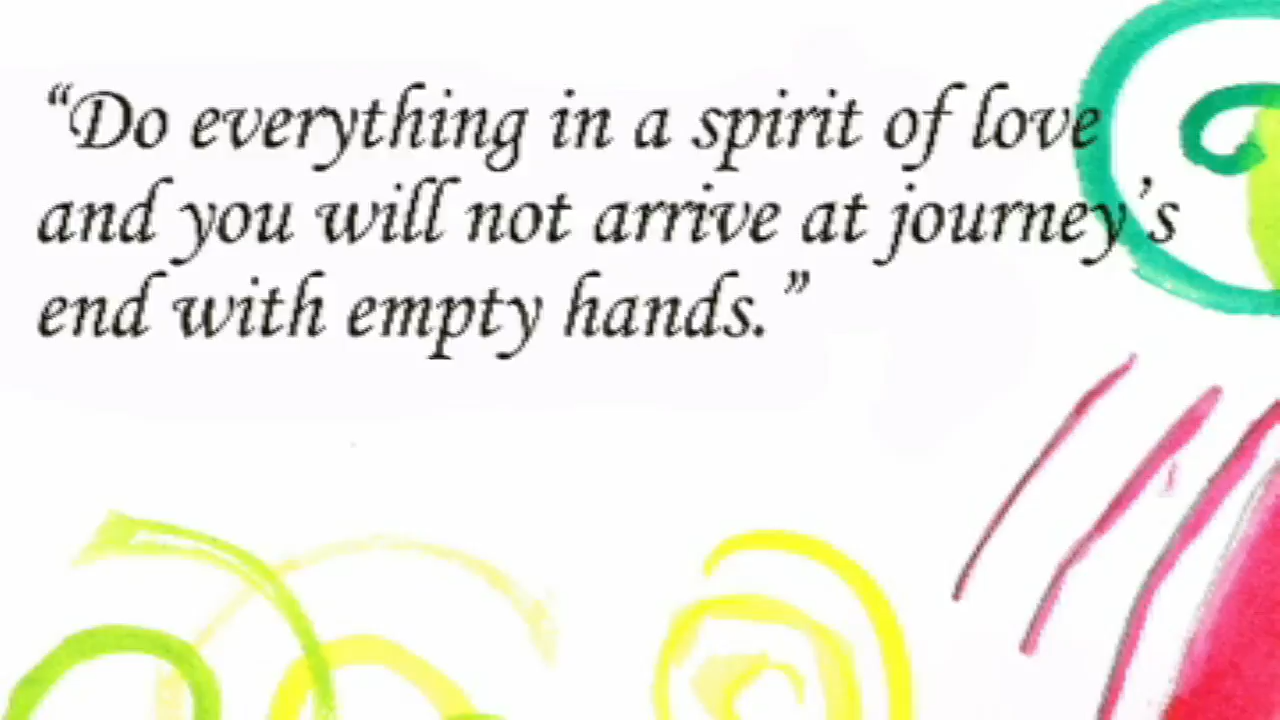 “Do everything in a spirit of love
and you will not arrive at journey’s
end with empty hands.”